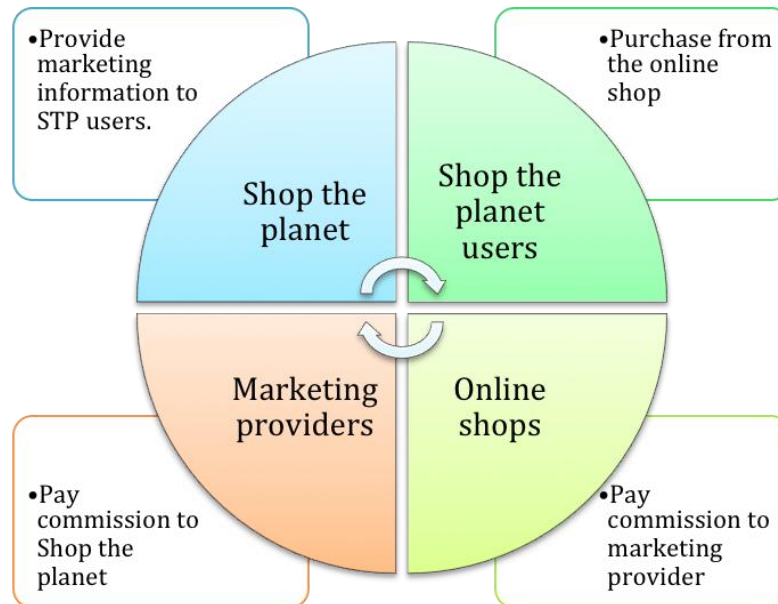 •Provide
marketing
information to
STP users.
•Purchase from
the online
shop
Shop the
planet
Shop the
planet
users
Marketing
providers
Online
shops
•Pay
commission to
Shop the
planet
•Pay
commission to
marketing
provider